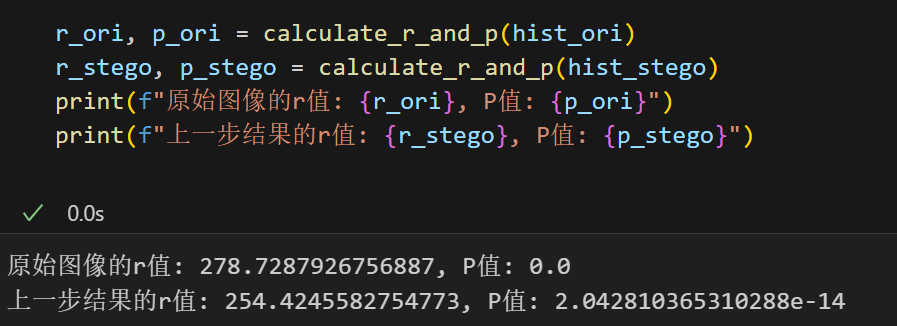 r_ori, p_ori = calculate_r_and_p(hist_ori)
r_stego, p_stego = calculate_r_and_p(hist_stego)
print(f"原始图像的r值: {r_ori}, P值: {p_ori}")
print(f"上一步结果的r值: {r_stego}, P值: {p_stego}")
0.0s
原始图像的r值: 278.7287926756887, P值: 0.0
上一步结果的r值: 254.4245582754773, P值: 2.042810365310288e-14